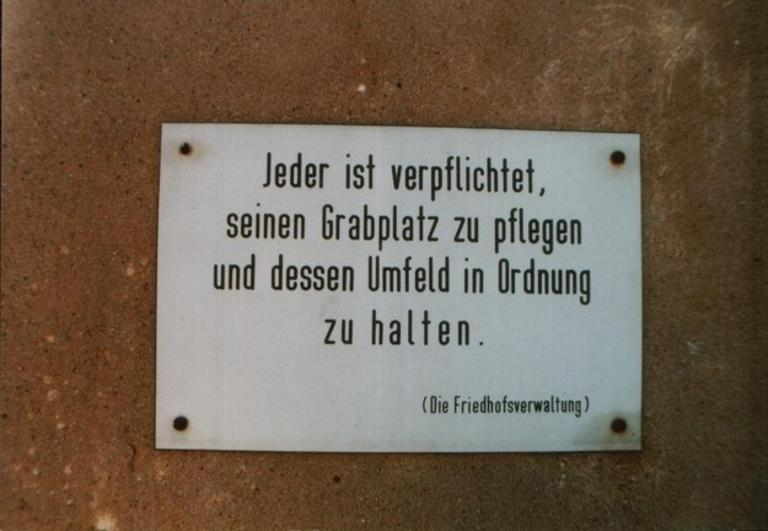 Jeder ist verpflichtet,
seinen Grabplatz zu pflegen
und dessen Umfeld in Ordnung
zu halten.
(Die Friedhofsverwaltung)